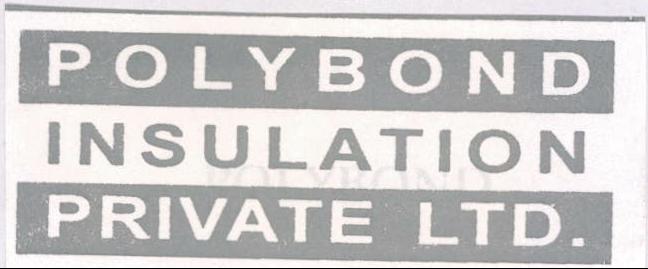 POLYBOND
INSULATION
PRIVATE LTD.